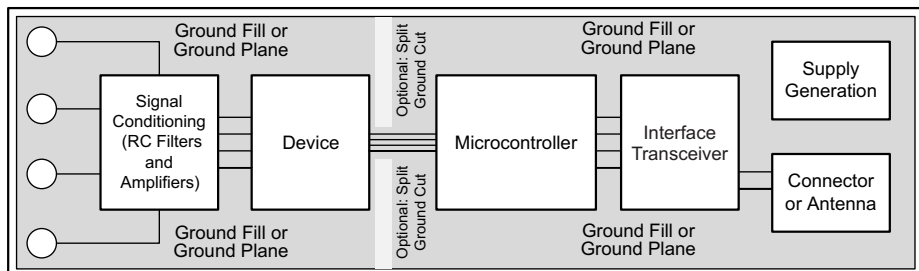 Ground Fill or
Ground Plane
Optional: Split
Ground Cut
Ground Fill or
Ground Plane
Supply
Generation
Signal
Conditioning
(RC Filters
and
Amplifiers)
Device
Microcontroller
Interface
Transceiver
Connector
or Antenna
Ground Fill or
Ground Plane
Optional: Split
Ground Cut
Ground Fill or
Ground Plane